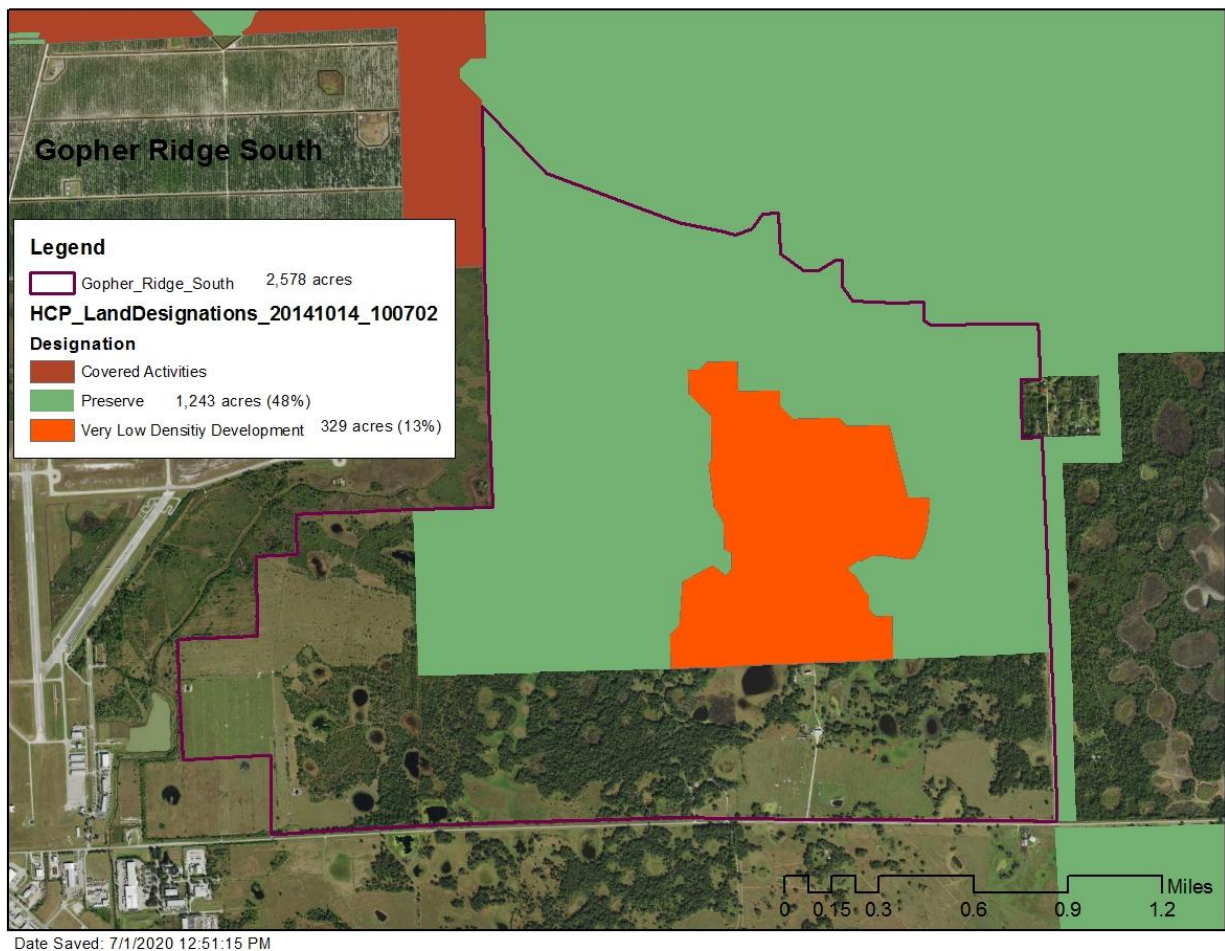 Gopher Ridge South
Legend
Gopher_Ridge_South 2,578 acres
HCP_LandDesignations_20141014_100702
Designation
Covered Activities
Preserve 1,243 acres (48%)
Very Low Densitiy Development 329 acres (13%)
Miles
0 0.15 0.3 0.6 0.9 1.2
Date Saved: 7/1/2020 12:51:15 PM